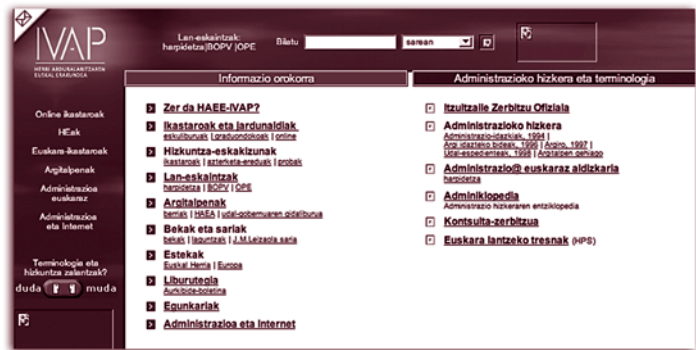 IVAP
HERRI ARDURALARITZAREN
EUSKAL ERAKUNDEA
Lan-eskaintzak:
harpidetza|BOPV |OPE
Bilatu
sarean
Informazio orokorra
Administrazioko hizkera eta terminologia
Online ikastaroak
HEak
Euskara-ikastaroak
Argitalpenak
Administrazioa
euskaraz
Administrazioa
eta Internet
Terminologia eta
hizkuntza zalantzak?
duda muda
Zer da HAEE-IVAP?
Ikastaroak eta jardunaldiak
eskuliburuak | graduondokoak | online
Hizkuntza-eskakizunak
ikastaroak | azterketa-ereduak | probak
Lan-eskaintzak
harpidetza | BOPV | OPE
Argitalpenak
berriak | HAEA | udal-gobernuaren gidaliburua
Bekak eta sariak
bekak | laguntzak | J.M.Leizaola saria
Estekak
Euskal Herria | Europa
Liburutegia
Aurkibide-boletina
Egunkariak
Administrazioa eta Internet
Itzultzaile Zerbitzu Ofiziala
Administrazioko hizkera
Administrazio-idazkiak, 1994 |
Argi idazteko bideak, 1996 | Argiro, 1997 |
Udal-espedienteak, 1998 | Argitalpen gehiago
Administrazio@ euskaraz aldizkaria
harpidetza
Adminiklopedia
Administrazio hizkeraren entziklopedia
Kontsulta-zerbitzua
Euskara lantzeko tresnak (HPS)